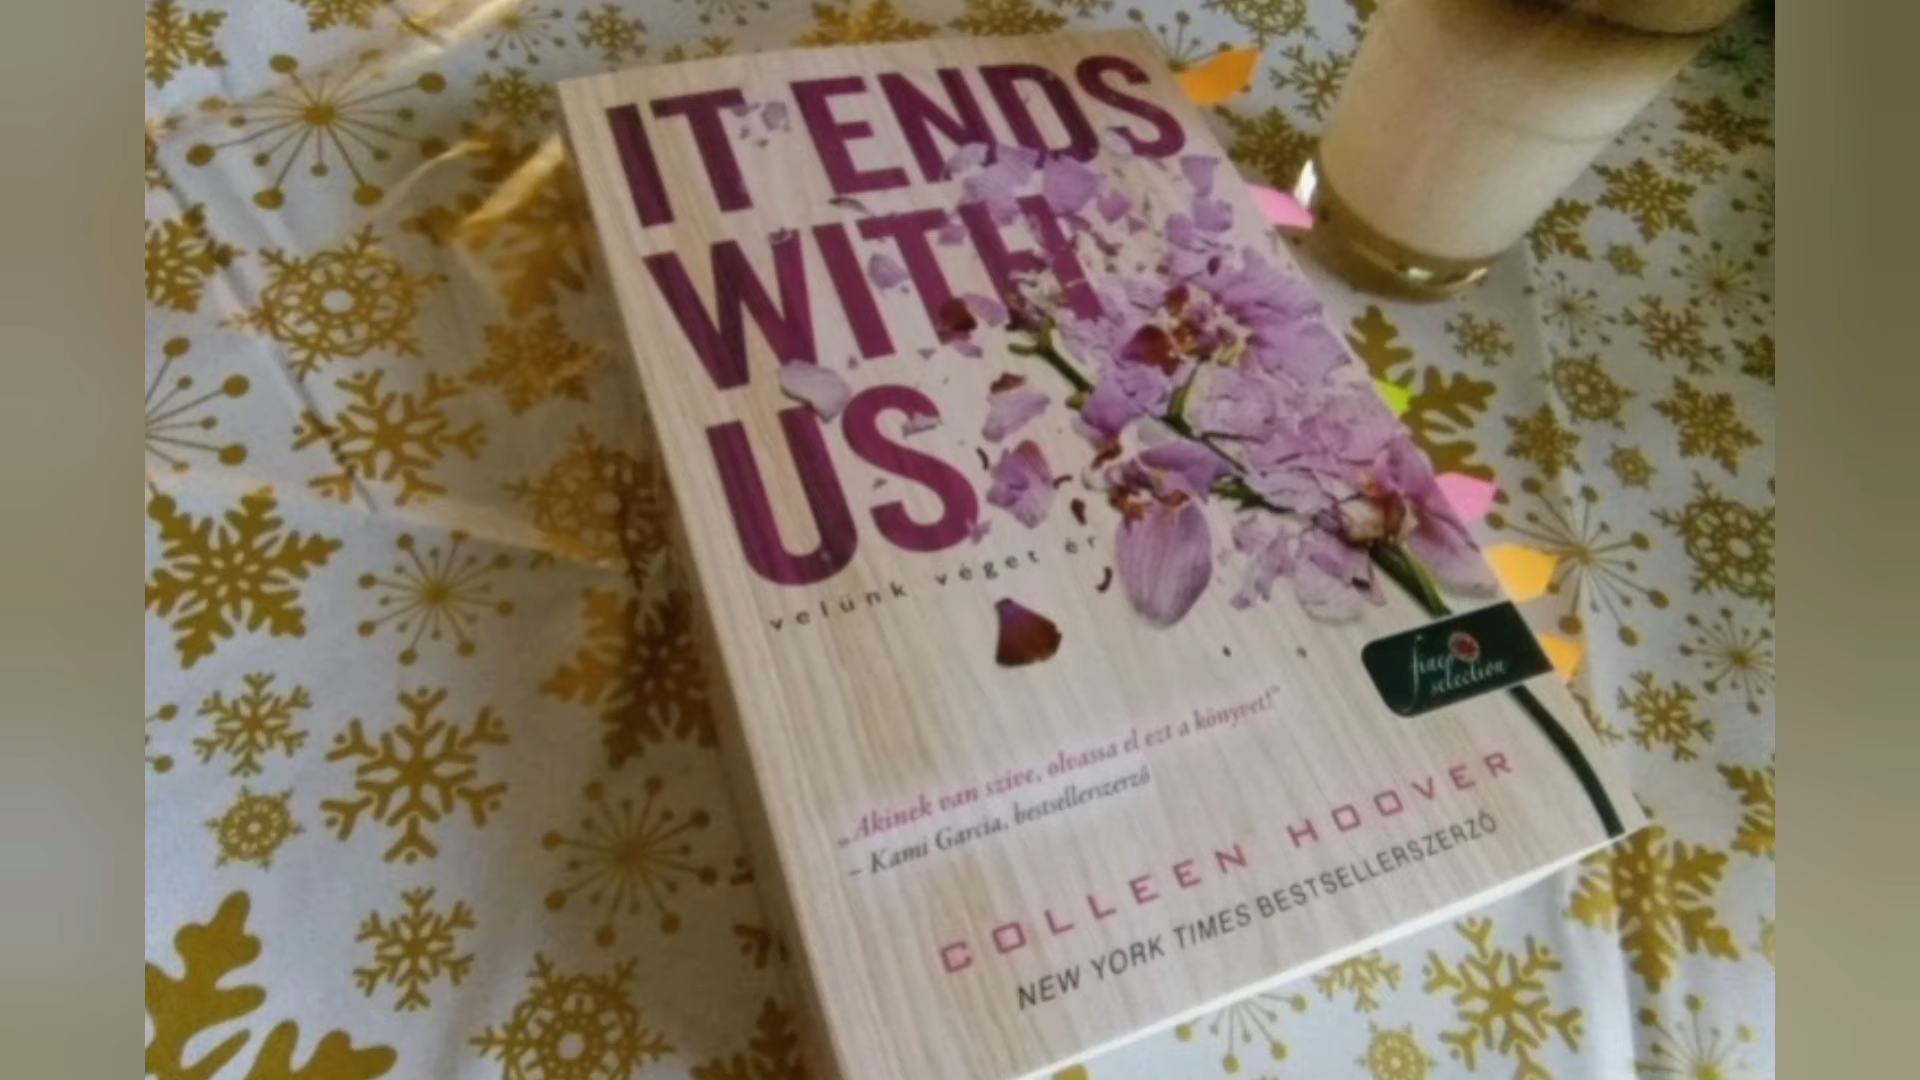 IT ENDS
WITH
US
velünk véget ér
fine
selection
„Akinek van szíve, olvassa el ezt a könyvet!”
– Kami Garcia, bestsellerszerző
COLLEEN HOOVER
NEW YORK TIMES BESTSELLERSZERZŐ